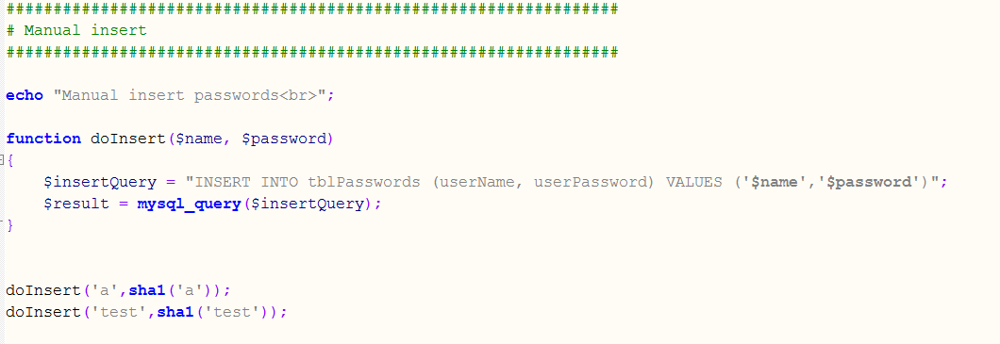 #################################################################
# Manual insert
#################################################################
echo "Manual insert passwords<br>";
function doInsert($name, $password)
{
$insertQuery = "INSERT INTO tblPasswords (userName, userPassword) VALUES ('$name','$password')";
$result = mysql_query($insertQuery);
}
doInsert('a',sha1('a'));
doInsert('test',sha1('test'));